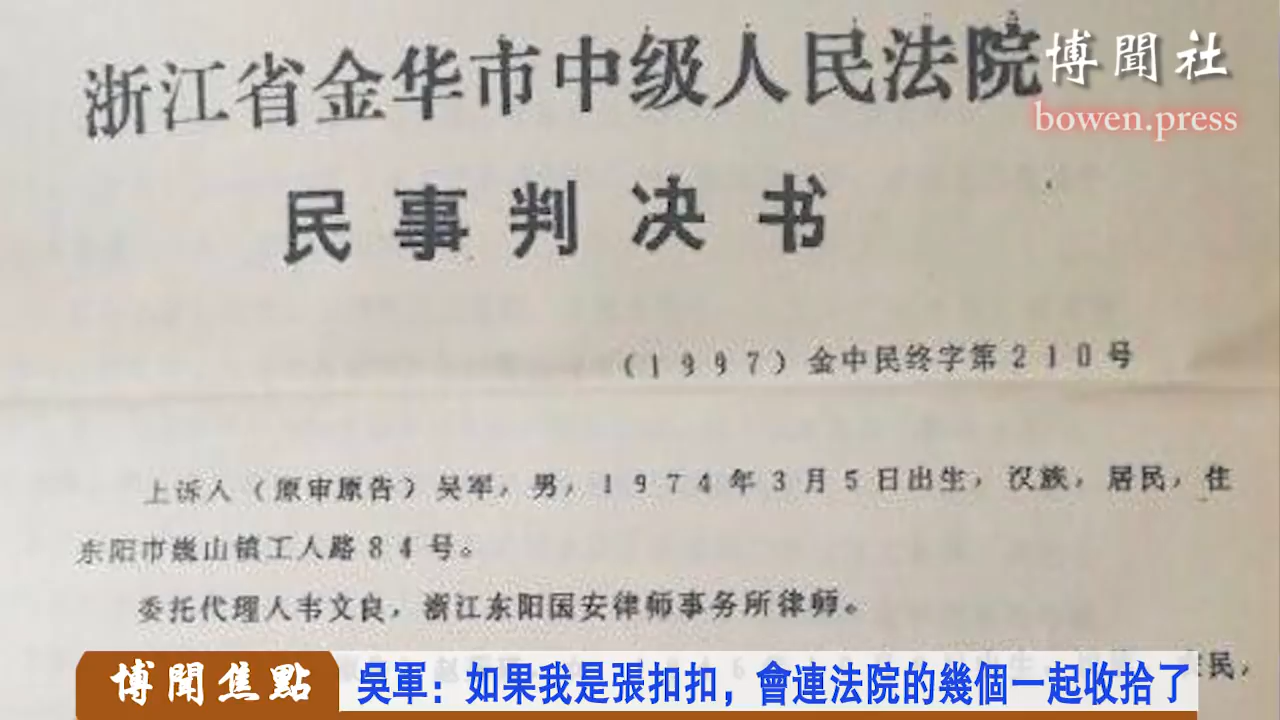 浙江省金华市中级人民法院
博聞社
bowen.press
民事判决书
(1997)金中民终字第210号
上诉人(原审原告)吴军,男,1974年3月5日出生,汉族,居民,住
东阳市巍山镇工人路84号。
委托代理人韦文良,浙江东阳国安律师事务所律师。
博聞焦點
吳軍:如果我是張扣扣,會連法院的幾個一起收拾了